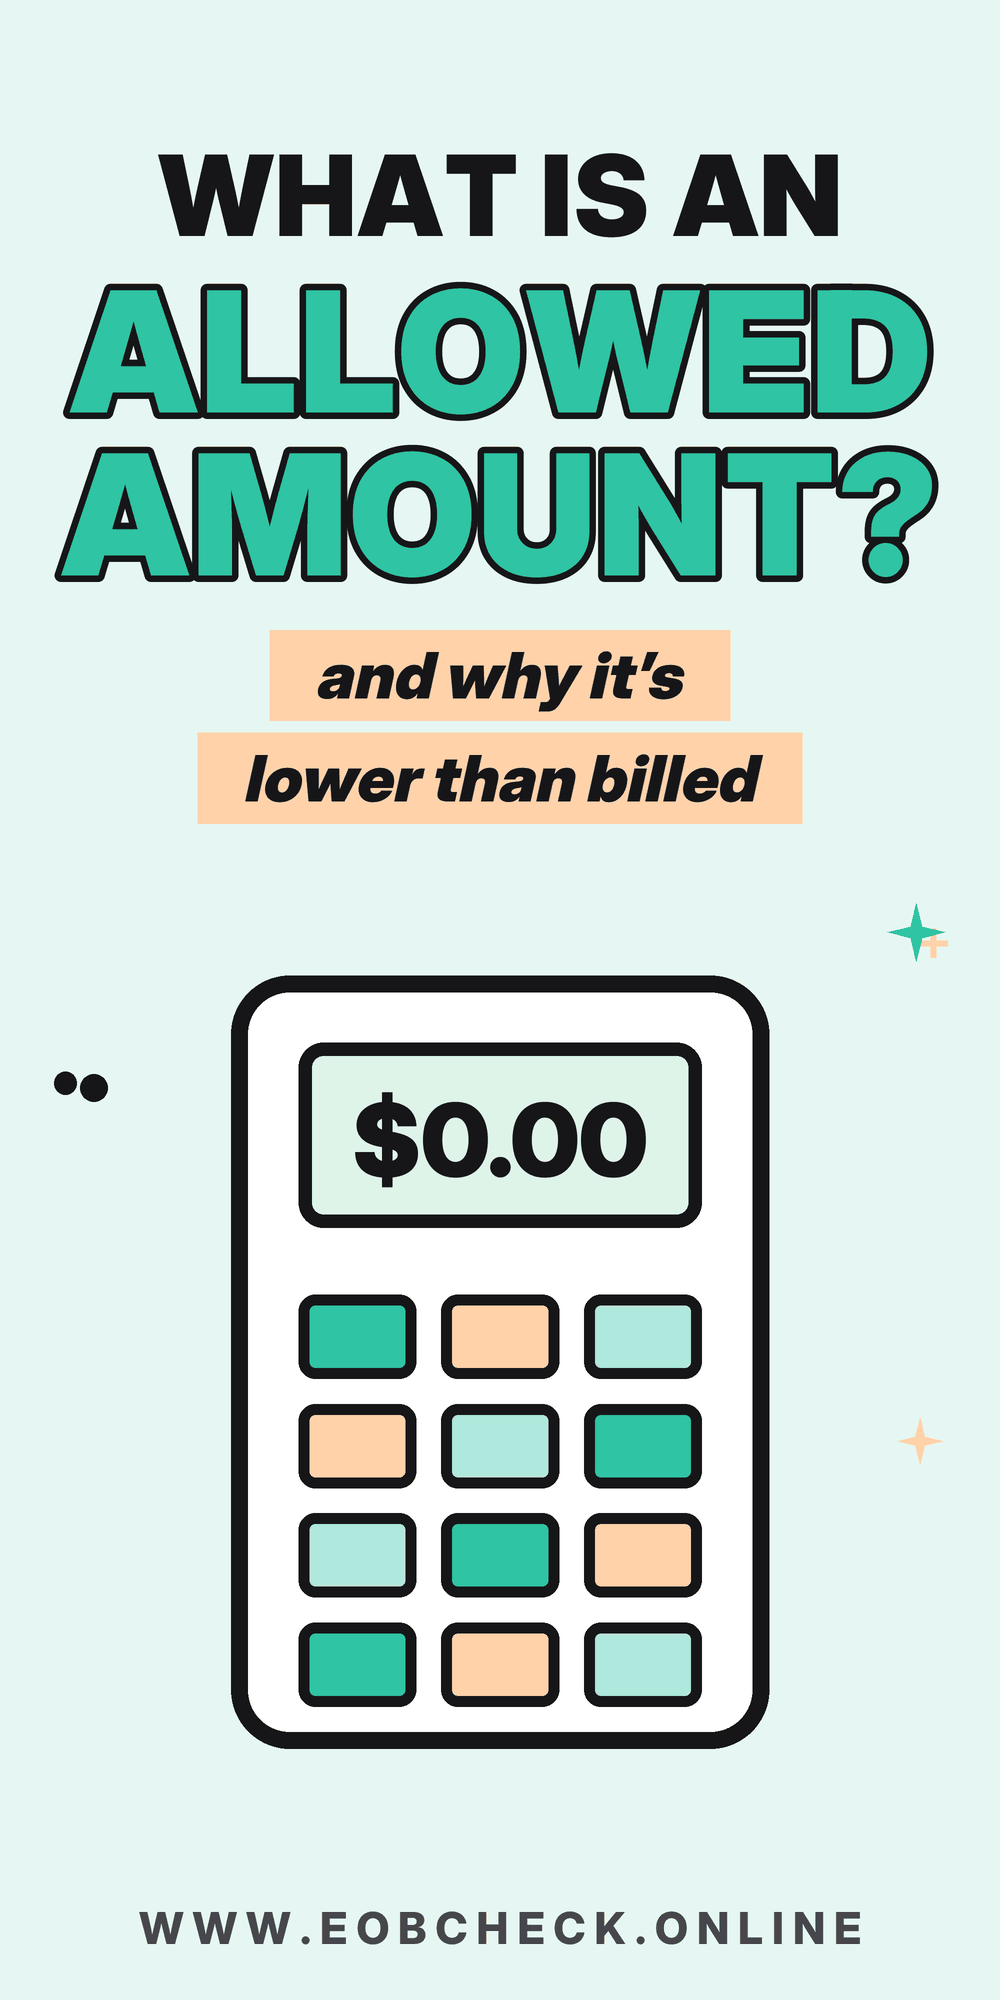 WHAT IS AN
ALLOWED
AMOUNT?
and why it’s
lower than billed
$0.00
WWW.EOBCHECK.ONLINE